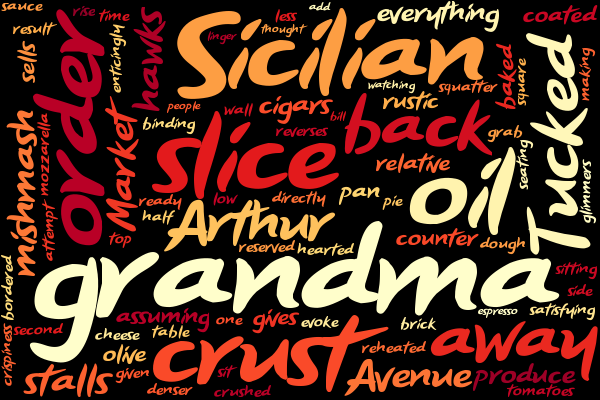 sauce
rise
time
add
less
thought
linger
everything
coated
result
sells
order
enticingly
hawks
Sicilian
watching
squatter
baked
square
making
Tucked
people
wall
cigars
rustic
binding
reverses
bill
back
grab
mishmash
attempt
mozzarella
Market
slice
relative
seating
glimmers
ready
low
directly
pan
pie
oil
half
top
Arthur
reserved
hearted
counter
dough
grandma
sitting
side
bordered
crispiness
second
assuming
one
gives
evoke
brick
espresso
satisfying
cheese
table
olive
given
stalls
denser
crust
sit
crushed
reheated
away
Avenue
produce
tomatoes